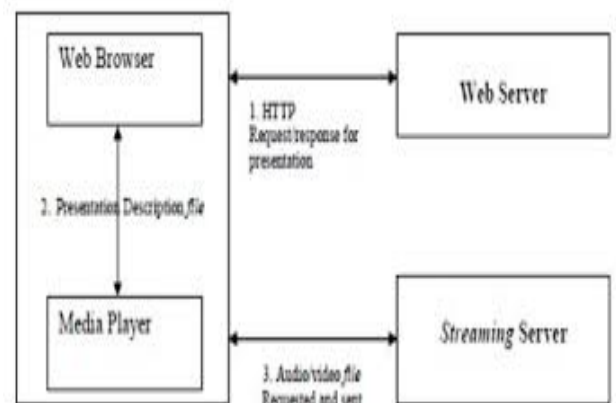 Web Browser
Web Server
1. HTTP
Request/response for
presentation
2. Presentation Description file
Media Player
Streaming Server
3. Audio/video file
Requested and sent